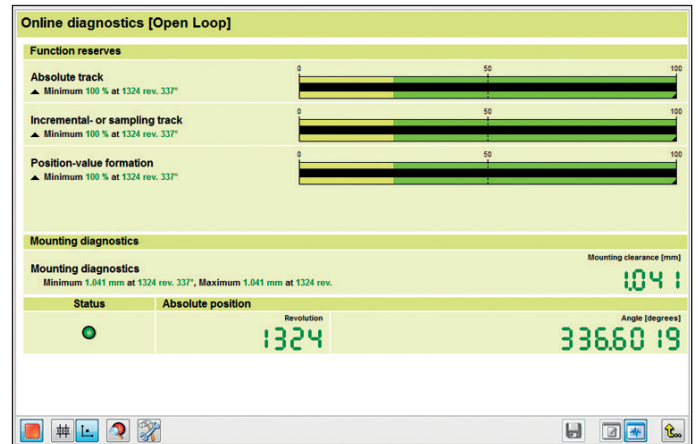 Online diagnostics [Open Loop]
Function reserves
Absolute track
Minimum 100 % at 1324 rev. 337°
0 50 100
Incremental- or sampling track
Minimum 100 % at 1324 rev. 337°
0 50 100
Position-value formation
Minimum 100 % at 1324 rev. 337°
0 50 100
Mounting diagnostics
Mounting diagnostics
Minimum 1.041 mm at 1324 rev. 337°, Maximum 1.041 mm at 1324 rev.
Mounting clearance [mm]
1.041
Status Absolute position
Revolution
1324
Angle [degrees]
336.6019